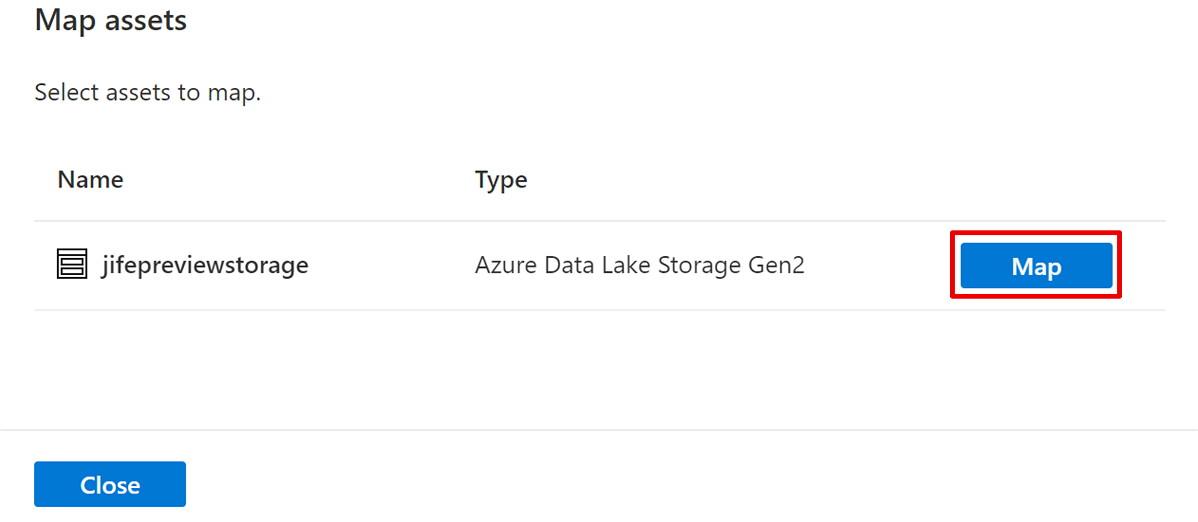 Map assets
Select assets to map.
Name Type
jifepreviewstorage Azure Data Lake Storage Gen2 Map
Close